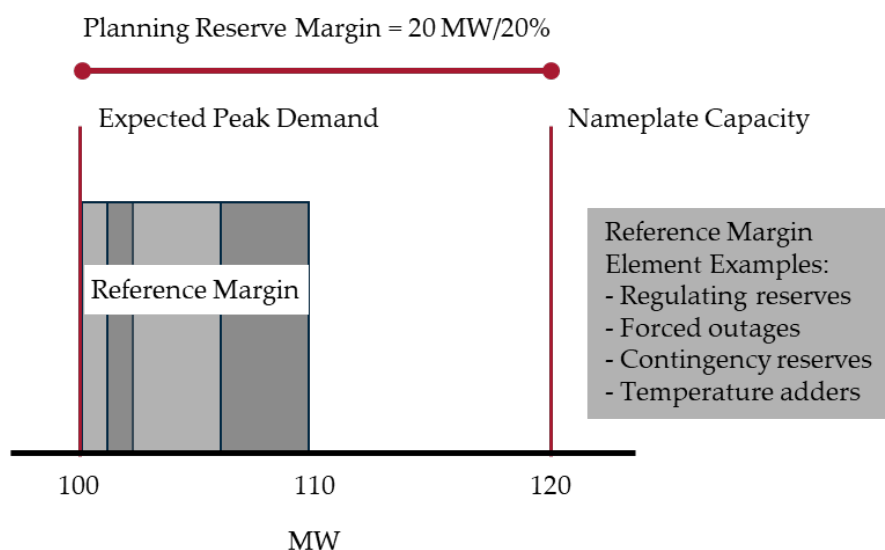 Planning Reserve Margin = 20 MW/20%
Expected Peak Demand
Nameplate Capacity
Reference Margin
Reference Margin
Element Examples:
- Regulating reserves
- Forced outages
- Contingency reserves
- Temperature adders
100
110
120
MW